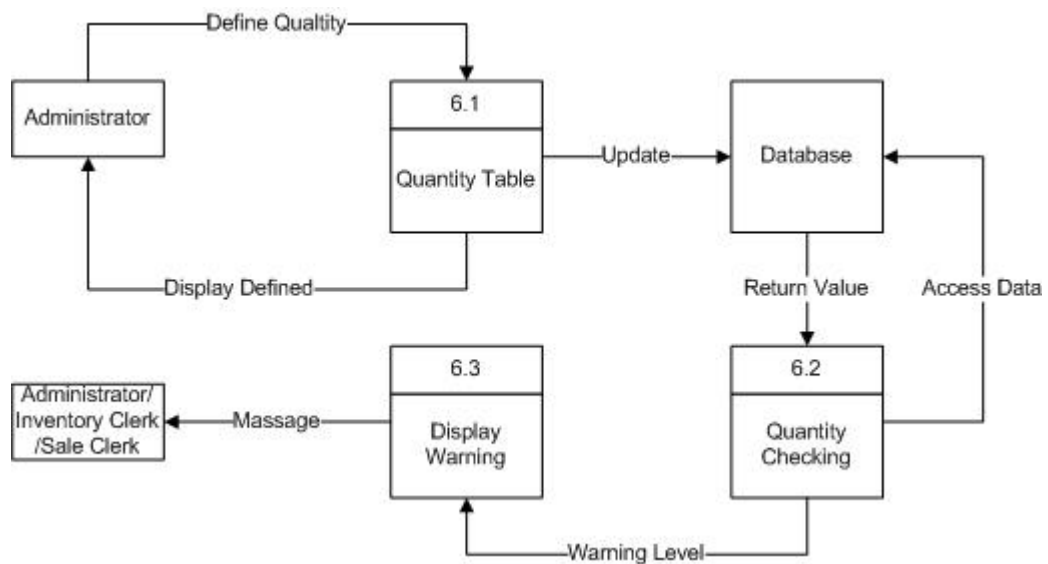 Define Qualtity
Administrator
6.1
Quantity Table
Update
Database
Display Defined
Return Value
Access Data
Administrator/
Inventory Clerk
/Sale Clerk
Massage
6.3
Display
Warning
6.2
Quantity
Checking
Warning Level